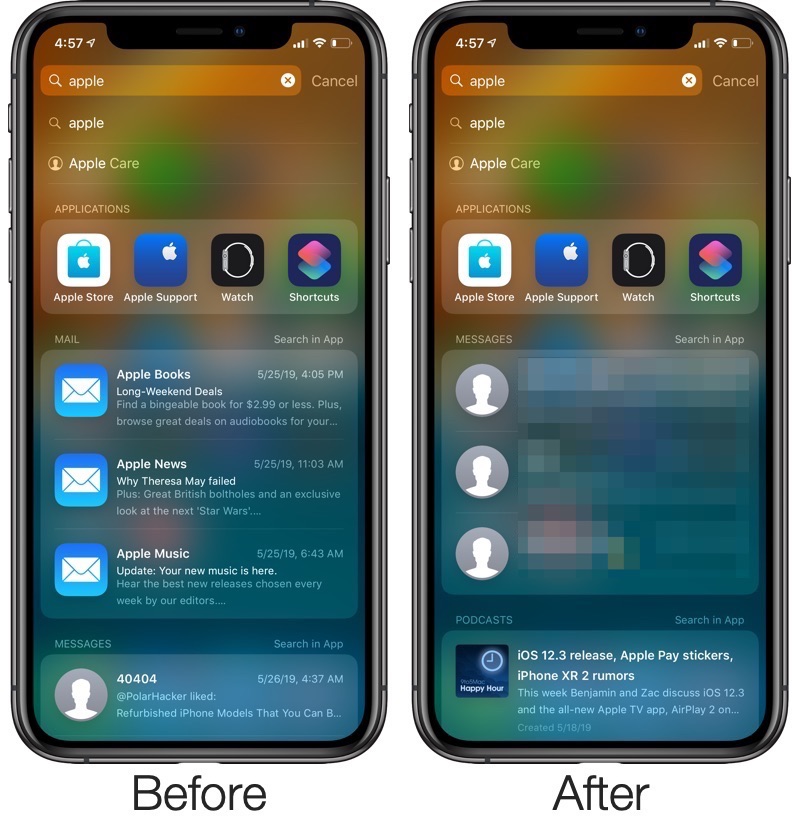 4:57
apple
Cancel
apple
Apple Care
APPLICATIONS
Apple Store
Apple Support
Watch
Shortcuts
MAIL
Search in App
Apple Books
5/25/19, 4:05 PM
Long-Weekend Deals
Find a bingeable book for $2.99 or less. Plus,
browse great deals on audiobooks for your...
Apple News
5/25/19, 11:03 AM
Why Theresa May failed
Plus: Great British boltholes and an exclusive
look at the next 'Star Wars'....
Apple Music
5/25/19, 6:43 AM
Update: Your new music is here.
Hear the best new releases chosen every
week by our editors....
MESSAGES
Search in App
40404
5/26/19, 4:37 AM
@PolarHacker liked:
Refurbished iPhone Models That You Can B...
Before
4:57
apple
Cancel
apple
Apple Care
APPLICATIONS
Apple Store
Apple Support
Watch
Shortcuts
MESSAGES
Search in App
PODCASTS
Search in App
9to5Mac
Happy Hour
iOS 12.3 release, Apple Pay stickers,
iPhone XR 2 rumors
This week Benjamin and Zac discuss iOS 12.3
and the all-new Apple TV app, AirPlay 2 on...
Created 5/18/19
After